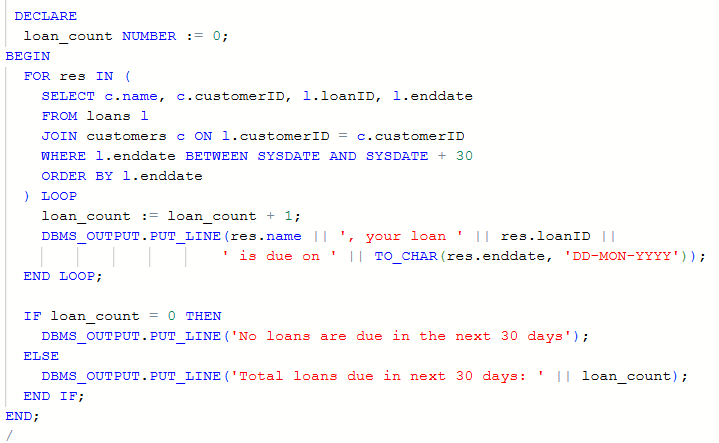 DECLARE
  loan_count NUMBER := 0;
BEGIN
  FOR res IN (
    SELECT c.name, c.customerID, l.loanID, l.enddate
    FROM loans l
    JOIN customers c ON l.customerID = c.customerID
    WHERE l.enddate BETWEEN SYSDATE AND SYSDATE + 30
    ORDER BY l.enddate
  ) LOOP
    loan_count := loan_count + 1;
    DBMS_OUTPUT.PUT_LINE(res.name || ', your loan ' || res.loanID ||
                        ' is due on ' || TO_CHAR(res.enddate, 'DD-MON-YYYY'));
  END LOOP;

  IF loan_count = 0 THEN
    DBMS_OUTPUT.PUT_LINE('No loans are due in the next 30 days');
  ELSE
    DBMS_OUTPUT.PUT_LINE('Total loans due in next 30 days: ' || loan_count);
  END IF;
END;
/